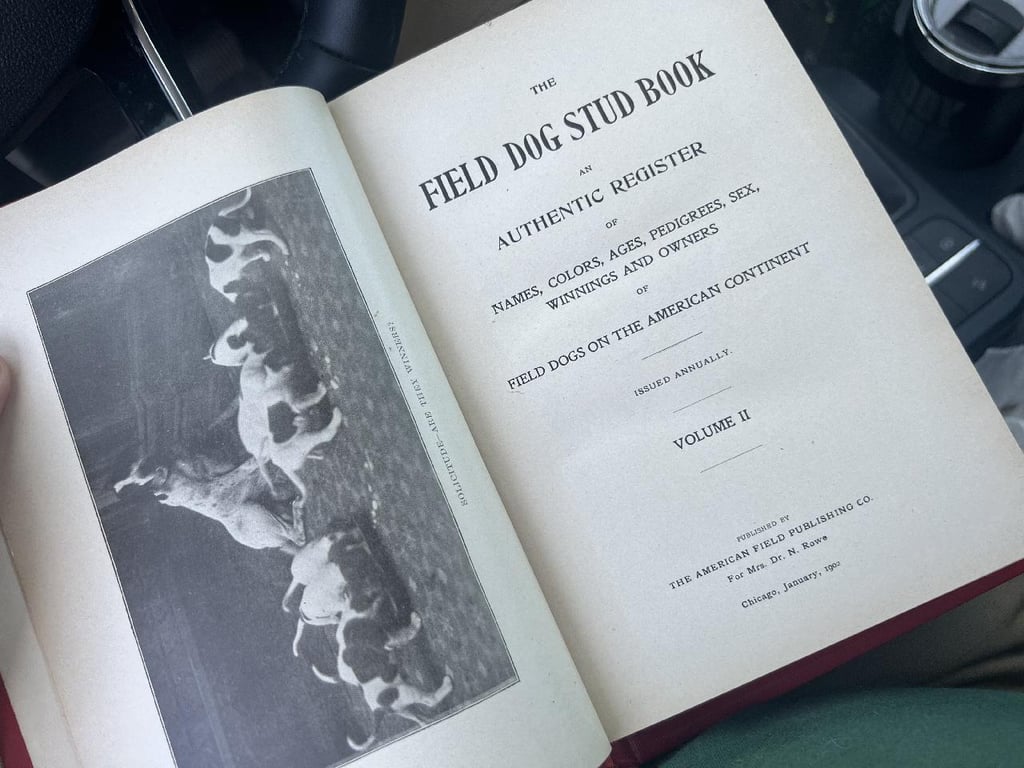 SOLICITUDE—ARE THEY WINNERS?
THE
FIELD DOG STUD BOOK
AN
AUTHENTIC REGISTER
OF
NAMES, COLORS, AGES, PEDIGREES, SEX,
WINNINGS AND OWNERS
OF
FIELD DOGS ON THE AMERICAN CONTINENT
ISSUED ANNUALLY.
VOLUME II
PUBLISHED BY
THE AMERICAN FIELD PUBLISHING CO.
For Mrs. Dr. N. Rowe
Chicago, January, 1902